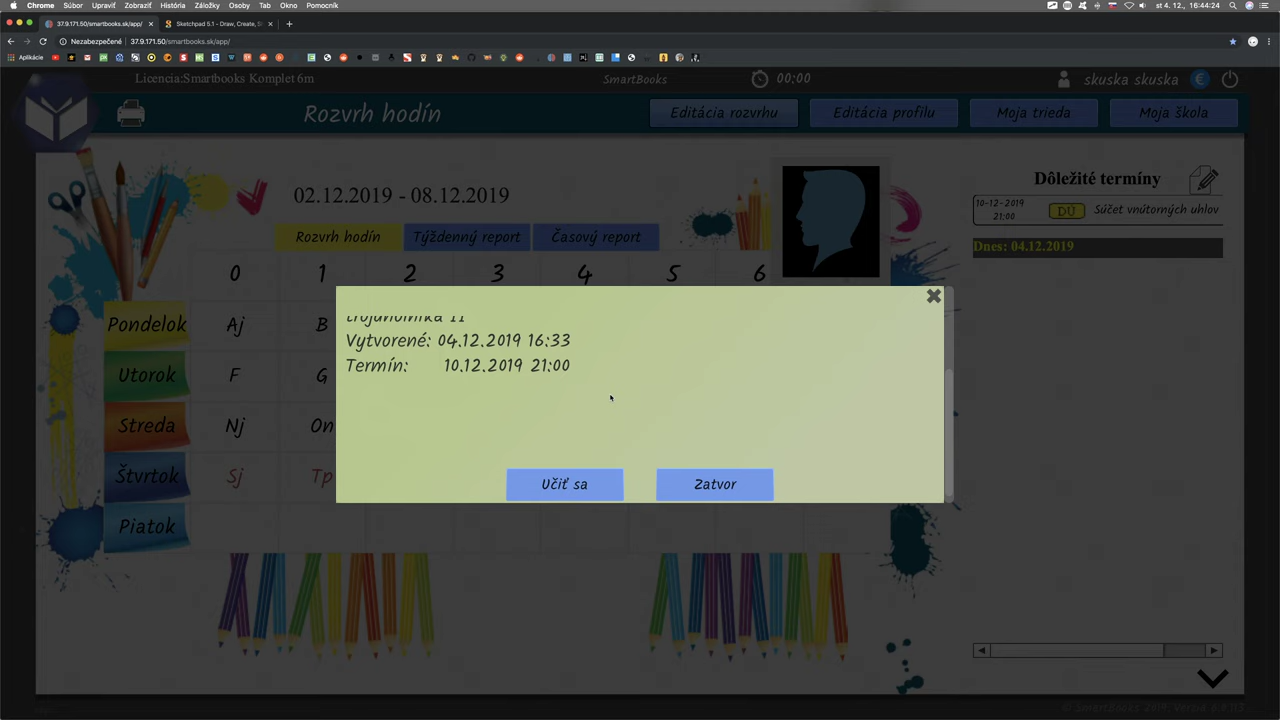 Chrome Súbor Upraviť Zobraziť História Záložky Osoby Tab Okno Pomocník
st 4. 12., 16:44:24
37.9.171.50/smartbooks.sk/app/
Sketchpad 5.1 - Draw, Create, S
Nezabezpečené 37.9.171.50/smartbooks.sk/app/
Aplikácie
Licencia:Smartbooks Komplet 6m
SmartBooks
00:00
skuska skuska
Rozvrh hodín
Editácia rozvrhu
Editácia profilu
Moja trieda
Moja škola
02.12.2019 - 08.12.2019
Rozvrh hodín
Týždenný report
Časový report
0 1 2 3 4 5 6
Pondelok Aj B
Utorok F G
Streda Nj On
Štvrtok Sj Tp
Piatok
Dôležité termíny
10-12-2019
21:00
DÚ
Súčet vnútorných uhlov
Dnes: 04.12.2019
trojuholníka II
Vytvorené: 04.12.2019 16:33
Termín: 10.12.2019 21:00
Učiť sa
Zatvor